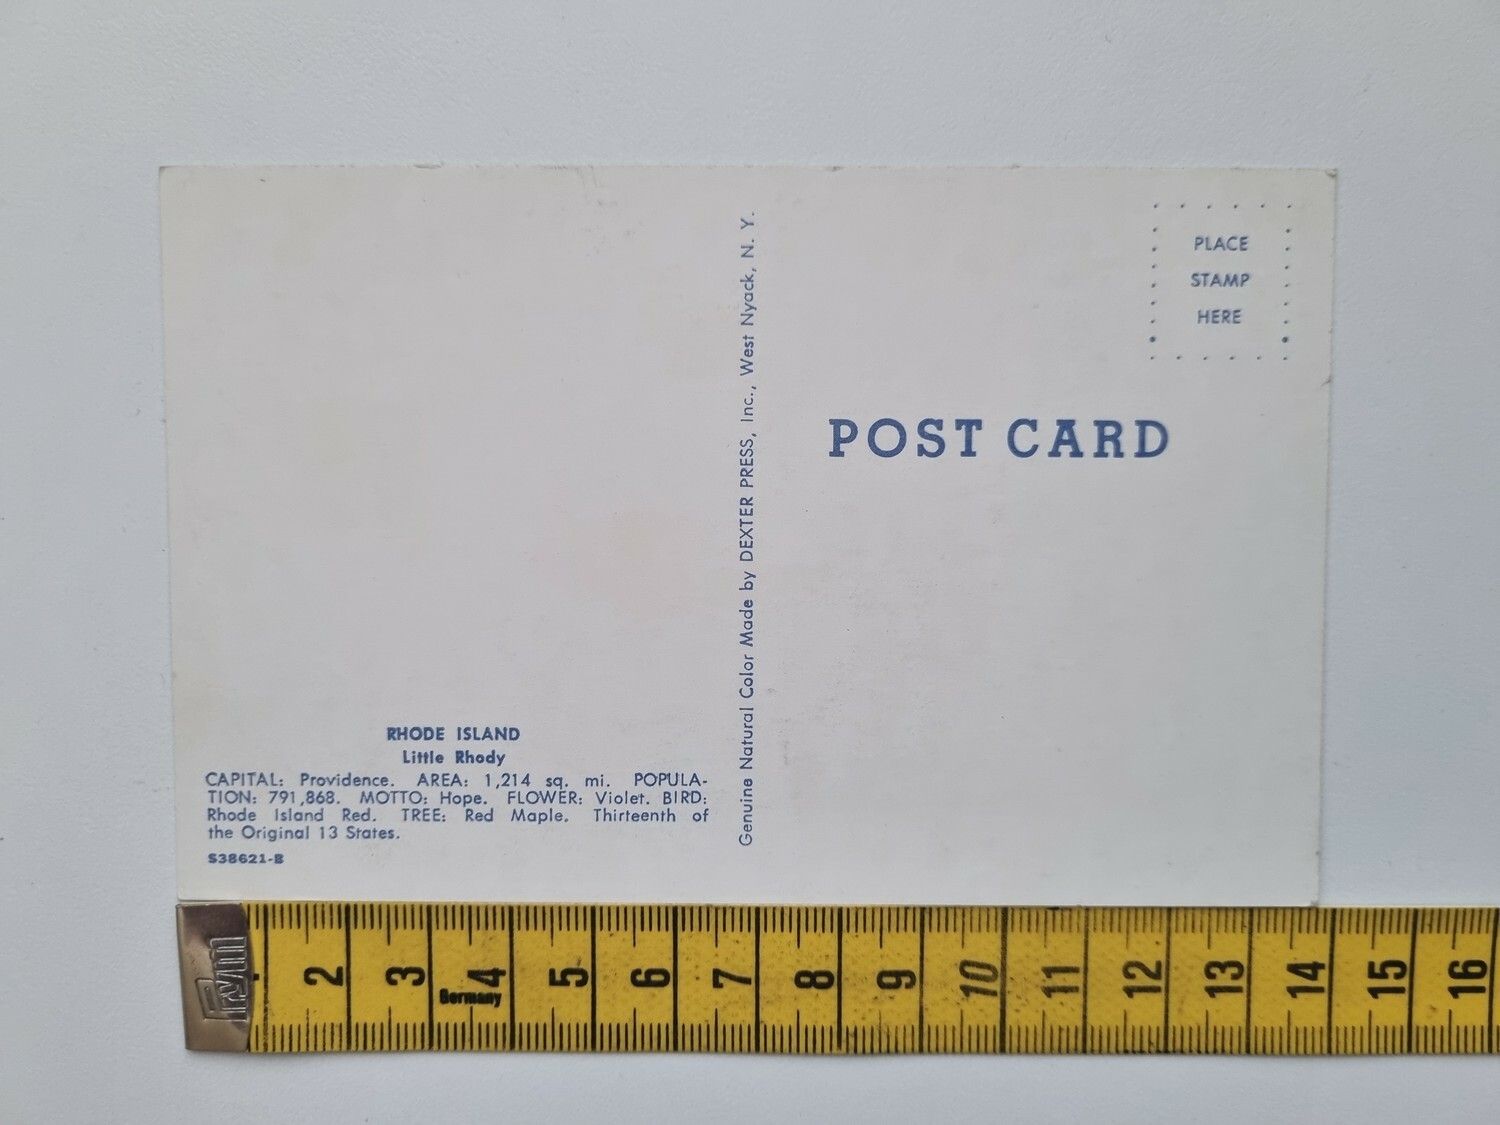 PLACE
STAMP
HERE
POST CARD
Genuine Natural Color Made by DEXTER PRESS, Inc., West Nyack, N. Y.
RHODE ISLAND
Little Rhody
CAPITAL: Providence. AREA: 1,214 sq. mi. POPULA-
TION: 791,868. MOTTO: Hope. FLOWER: Violet. BIRD:
Rhode Island Red. TREE: Red Maple. Thirteenth of
the Original 13 States.
S38621-B
Prym
2 3 4 5 6 7 8 9 10 11 12 13 14 15 16
Germany